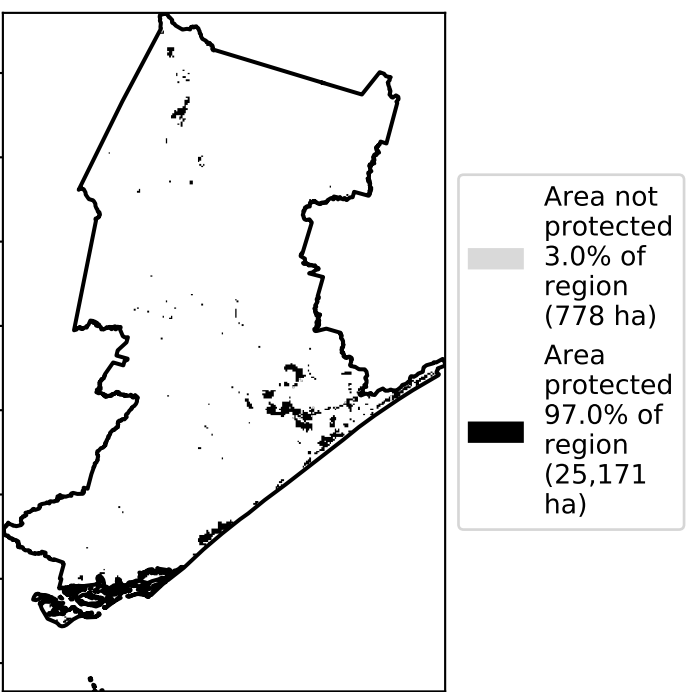 Area not
protected
3.0% of
region
(778 ha)
Area
protected
97.0% of
region
(25,171
ha)